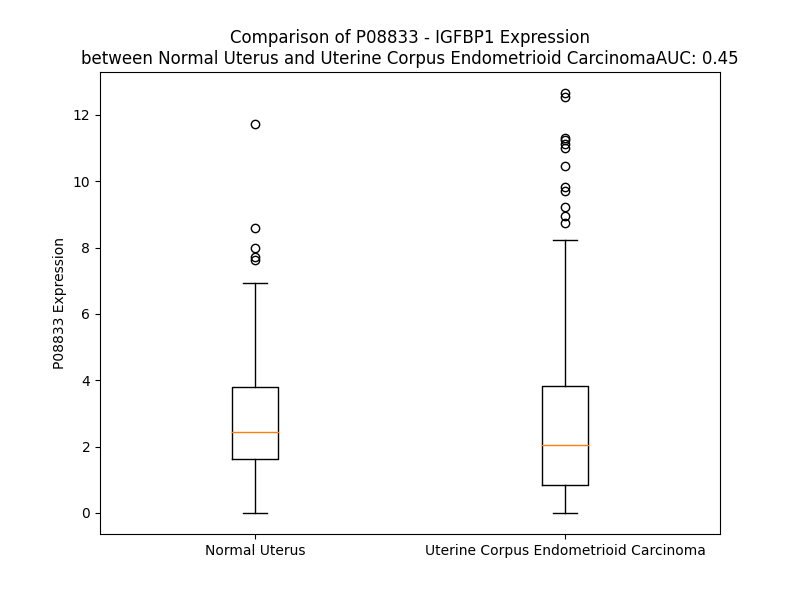 Comparison of P08833 - IGFBP1 Expression
between Normal Uterus and Uterine Corpus Endometrioid CarcinomaAUC: 0.45
12
10
8
6
4
2
0
P08833 Expression
Normal Uterus
Uterine Corpus Endometrioid Carcinoma